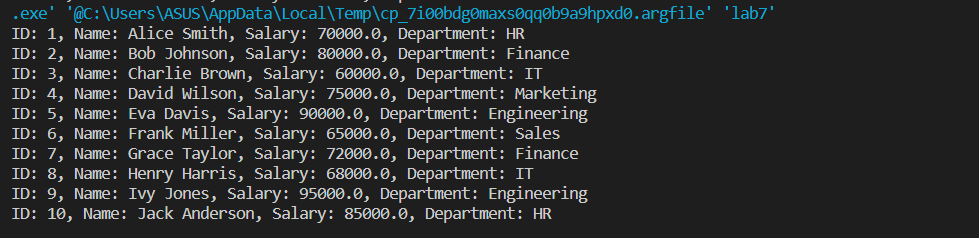 .exe' '@C:\Users\ASUS\AppData\Local\Temp\cp_7i00bdg0maxs0qq0b9a9hpxd0.argfile' 'lab7'
ID: 1, Name: Alice Smith, Salary: 70000.0, Department: HR
ID: 2, Name: Bob Johnson, Salary: 80000.0, Department: Finance
ID: 3, Name: Charlie Brown, Salary: 60000.0, Department: IT
ID: 4, Name: David Wilson, Salary: 75000.0, Department: Marketing
ID: 5, Name: Eva Davis, Salary: 90000.0, Department: Engineering
ID: 6, Name: Frank Miller, Salary: 65000.0, Department: Sales
ID: 7, Name: Grace Taylor, Salary: 72000.0, Department: Finance
ID: 8, Name: Henry Harris, Salary: 68000.0, Department: IT
ID: 9, Name: Ivy Jones, Salary: 95000.0, Department: Engineering
ID: 10, Name: Jack Anderson, Salary: 85000.0, Department: HR